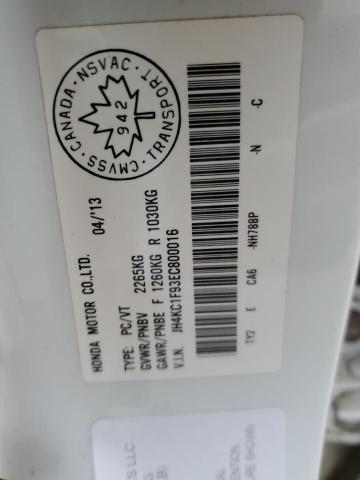 HONDA MOTOR CO.,LTD. 04/'13
TYPE: PC/VT
GVWR/PNBV 2265KG
GAWR/PNBE F 1260KG R 1030KG
V.I.N. JH4KC1F93EC800016
TY2 E CA6 -NH788P -N -C
CMVSS·CANADA·NSVAC·TRANSPORT
942
S LLC